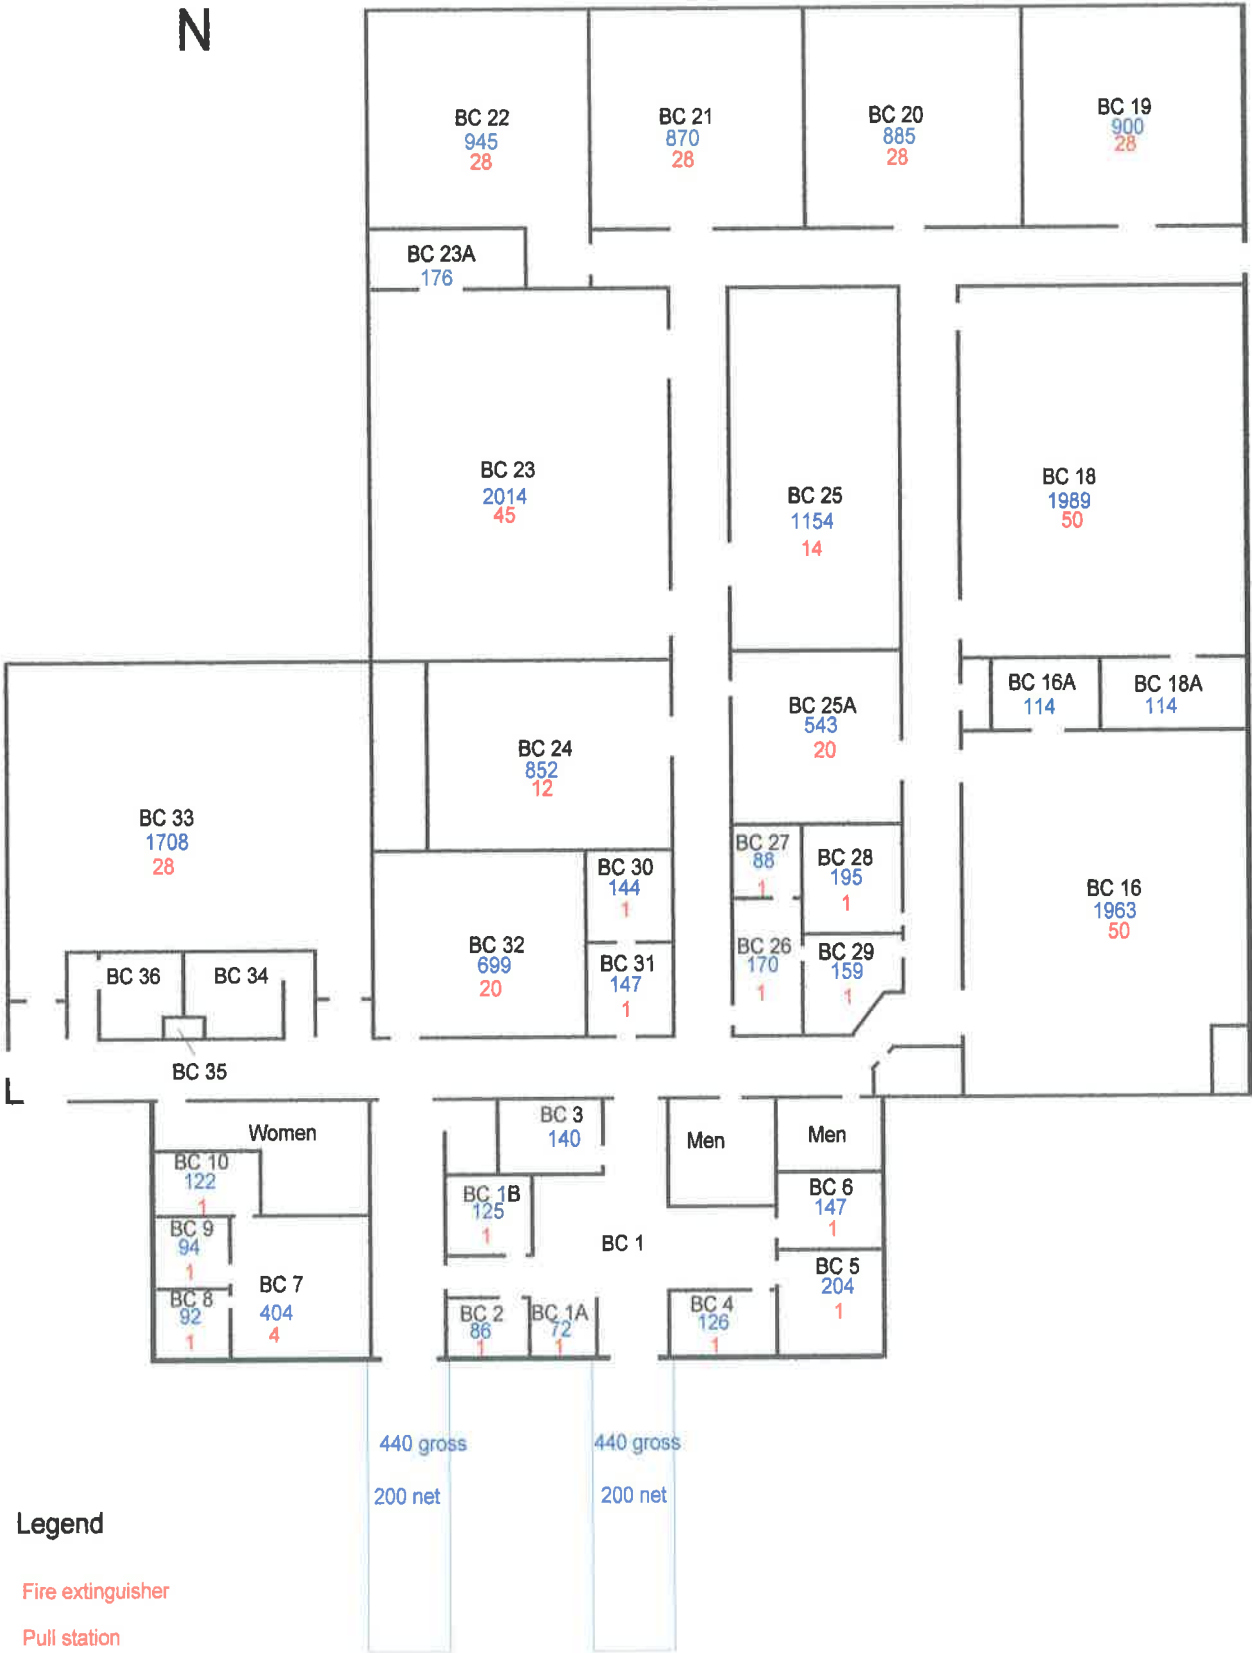 N
BC 22
945
28
BC 21
870
28
BC 20
885
28
BC 19
900
28
BC 23A
176
BC 23
2014
45
BC 25
1154
14
BC 18
1989
50
BC 16A
114
BC 18A
114
BC 25A
543
20
BC 24
852
12
BC 33
1708
28
BC 27
88
1
BC 28
195
1
BC 30
144
1
BC 16
1963
50
BC 32
699
20
BC 31
147
1
BC 26
170
1
BC 29
159
1
BC 36
BC 34
BC 35
L
Women
BC 3
140
Men
Men
BC 10
122
1
BC 1B
125
1
BC 6
147
1
BC 9
94
1
BC 1
BC 7
404
4
BC 5
204
1
BC 8
92
1
BC 2
86
1
BC 1A
72
1
BC 4
126
1
440 gross
200 net
440 gross
200 net
Legend
Fire extinguisher
Pull station